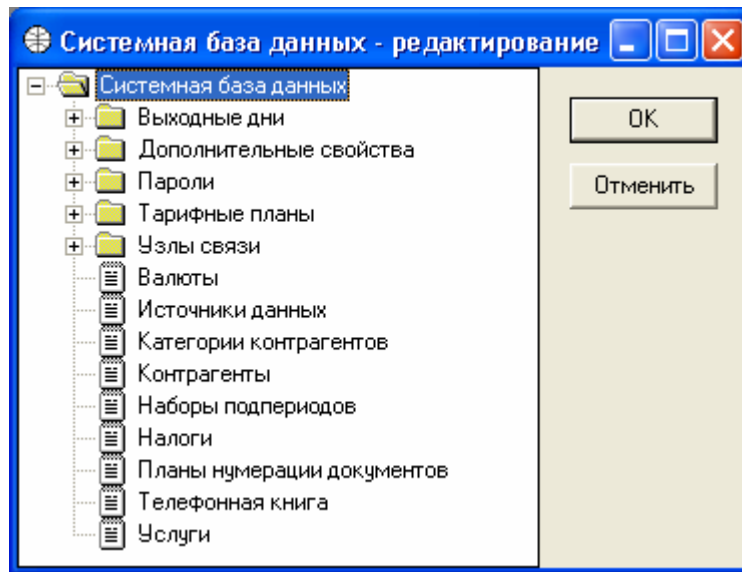 Системная база данных - редактирование
Системная база данных
Выходные дни
Дополнительные свойства
Пароли
Тарифные планы
Узлы связи
Валюты
Источники данных
Категории контрагентов
Контрагенты
Наборы подпериодов
Налоги
Планы нумерации документов
Телефонная книга
Услуги
OK
Отменить